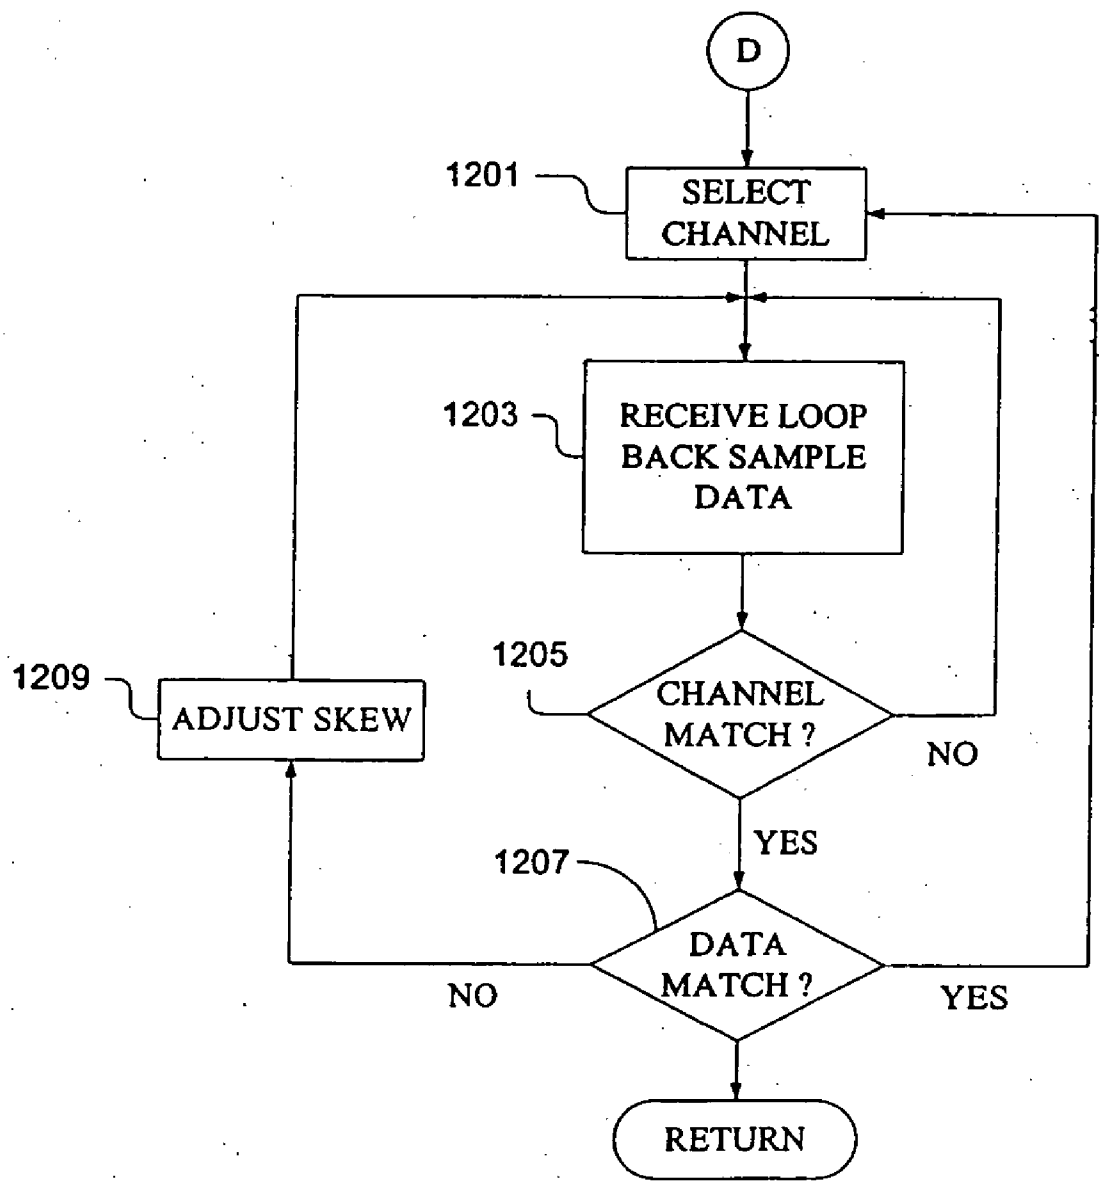 D
1201
SELECT
CHANNEL
1203
RECEIVE LOOP
BACK SAMPLE
DATA
1205
CHANNEL
MATCH ?
NO
1209
ADJUST SKEW
YES
1207
DATA
MATCH ?
NO
YES
RETURN